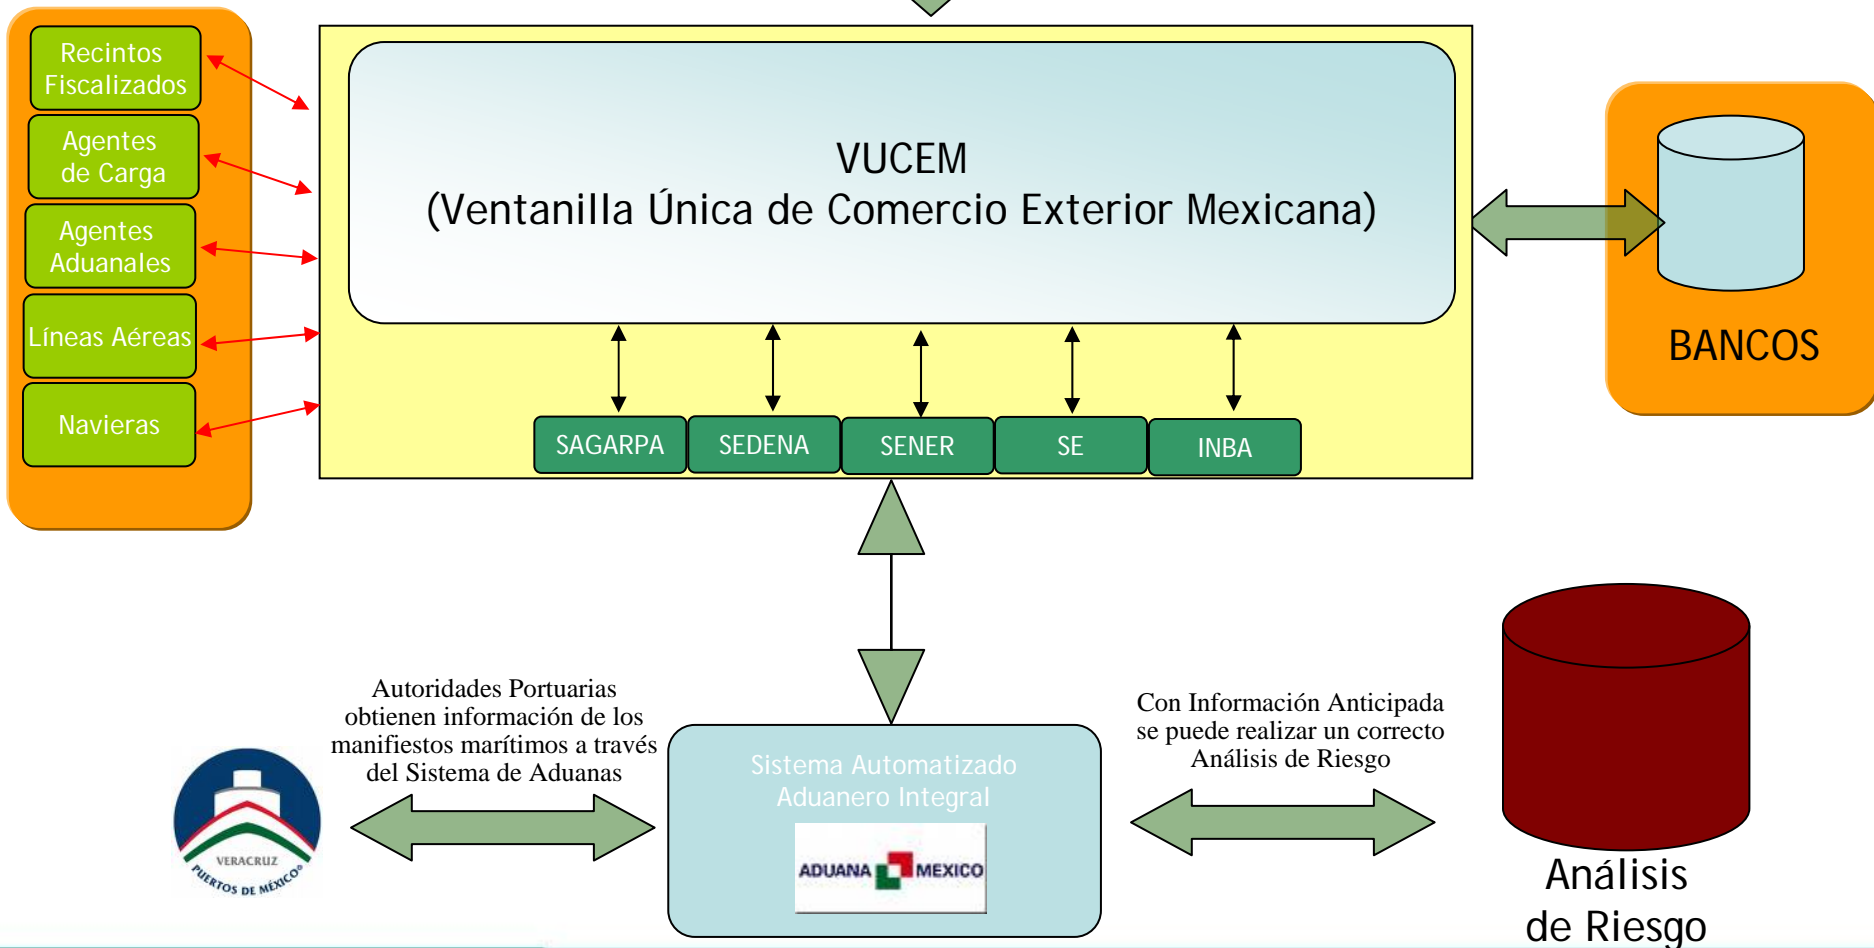 Recintos
Fiscalizados
Agentes
de Carga
Agentes
Aduanales
Líneas Aéreas
Navieras
VUCEM
(Ventanilla Única de Comercio Exterior Mexicana)
SAGARPA
SEDENA
SENER
SE
INBA
BANCOS
Autoridades Portuarias
obtienen información de los
manifiestos marítimos a través
del Sistema de Aduanas
VERACRUZ
PUERTOS DE MÉXICO
Sistema Automatizado
Aduanero Integral
ADUANA MEXICO
Con Información Anticipada
se puede realizar un correcto
Análisis de Riesgo
Análisis
de Riesgo